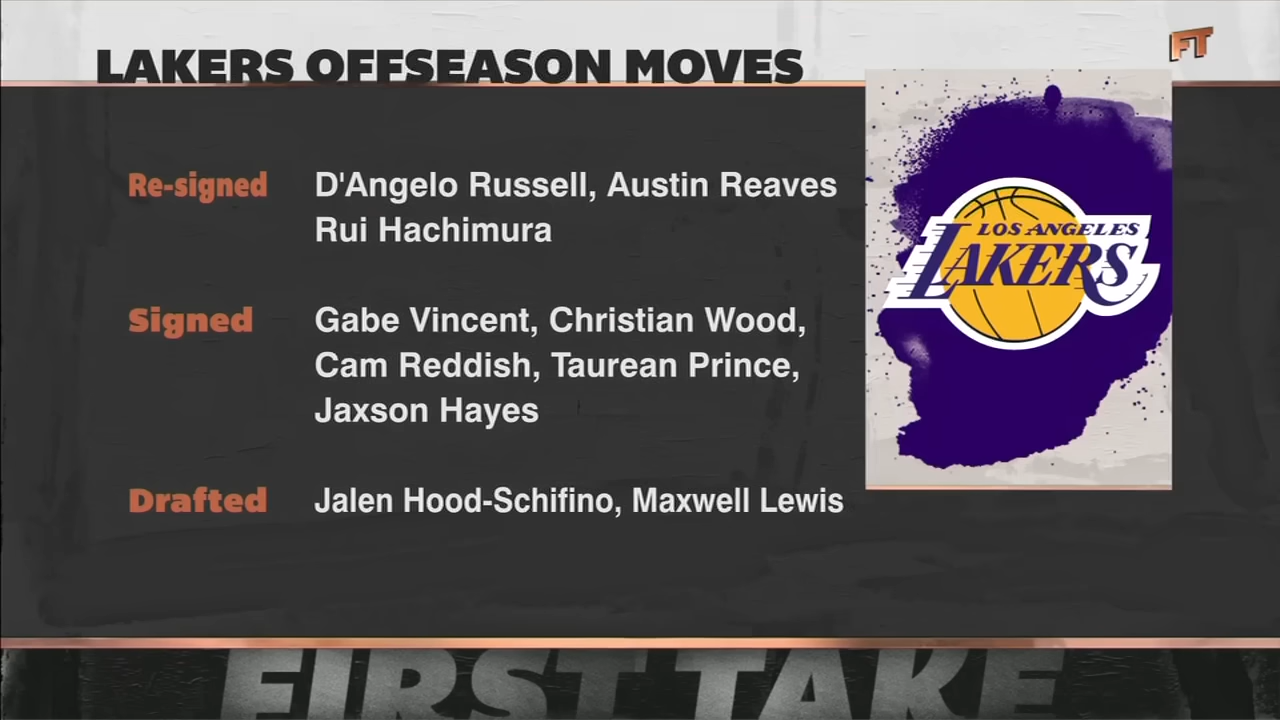 LAKERS OFFSEASON MOVES
FT
Re-signed D'Angelo Russell, Austin Reaves
Rui Hachimura
LOS ANGELES
LAKERS
Signed Gabe Vincent, Christian Wood,
Cam Reddish, Taurean Prince,
Jaxson Hayes
Drafted Jalen Hood-Schifino, Maxwell Lewis
FIRST TAKE